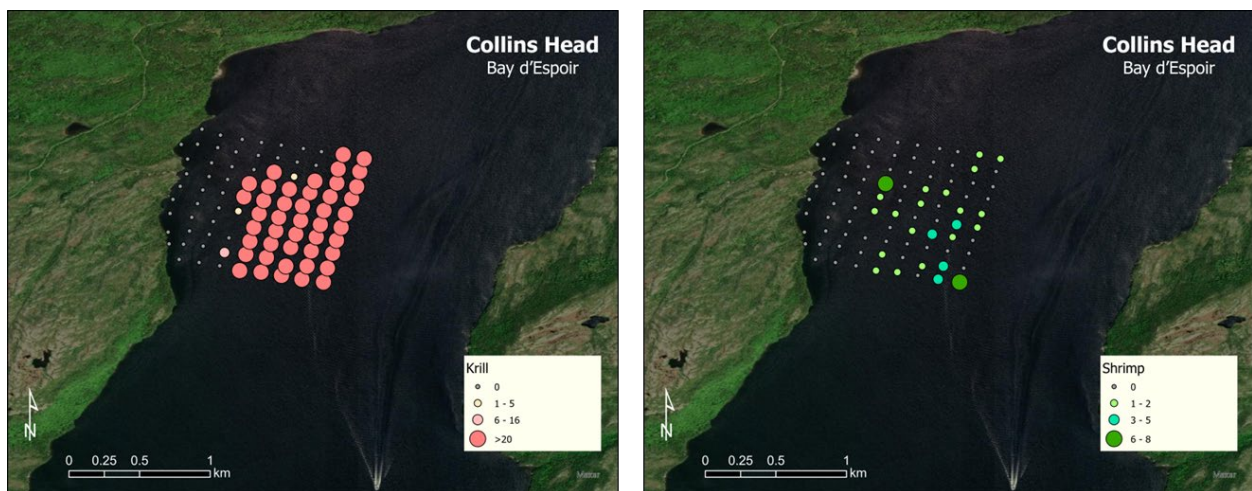 Collins Head
Bay d'Espoir
Krill
0
1 - 5
6 - 16
>20
N
0 0.25 0.5 1
km
Maxar
Collins Head
Bay d'Espoir
Shrimp
0
1 - 2
3 - 5
6 - 8
N
0 0.25 0.5 1
km
Maxar